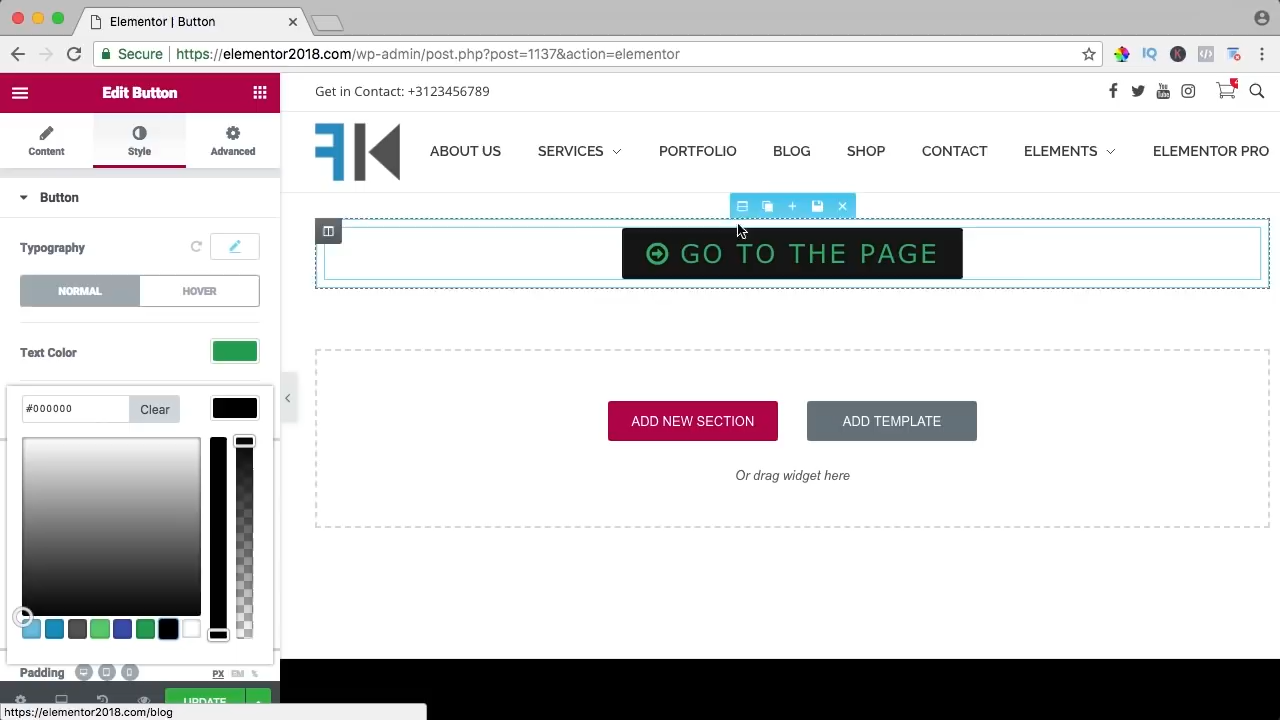 Elementor | Button
Secure
https://elementor2018.com/wp-admin/post.php?post=1137&action=elementor
Edit Button
Content
Style
Advanced
Button
Typography
NORMAL
HOVER
Text Color
#000000
Clear
Padding
PX
EM
%
UPDATE
https://elementor2018.com/blog
Get in Contact: +3123456789
FK
ABOUT US
SERVICES
PORTFOLIO
BLOG
SHOP
CONTACT
ELEMENTS
ELEMENTOR PRO
GO TO THE PAGE
ADD NEW SECTION
ADD TEMPLATE
Or drag widget here